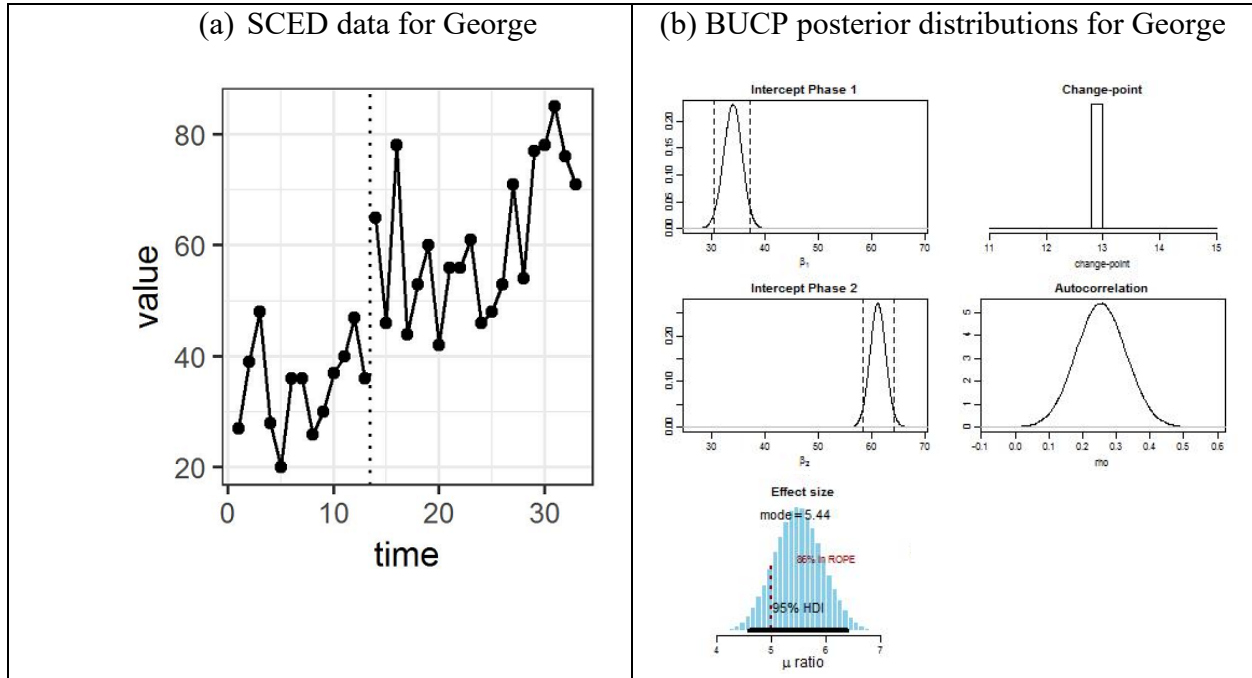 (a) SCED data for George
value
80
60
40
20
0 10 20 30
time
(b) BUCP posterior distributions for George
Intercept Phase 1
0.00 0.05 0.10 0.15 0.20
30 40 50 60 70
β₁
Change-point
11 12 13 14 15
change-point
Intercept Phase 2
0.00 0.10 0.20
30 40 50 60 70
β₂
Autocorrelation
0 1 2 3 4 5
-0.1 0.0 0.1 0.2 0.3 0.4 0.5 0.6
rho
Effect size
mode = 5.44
86% in ROPE
95% HDI
4 5 6 7
μ ratio